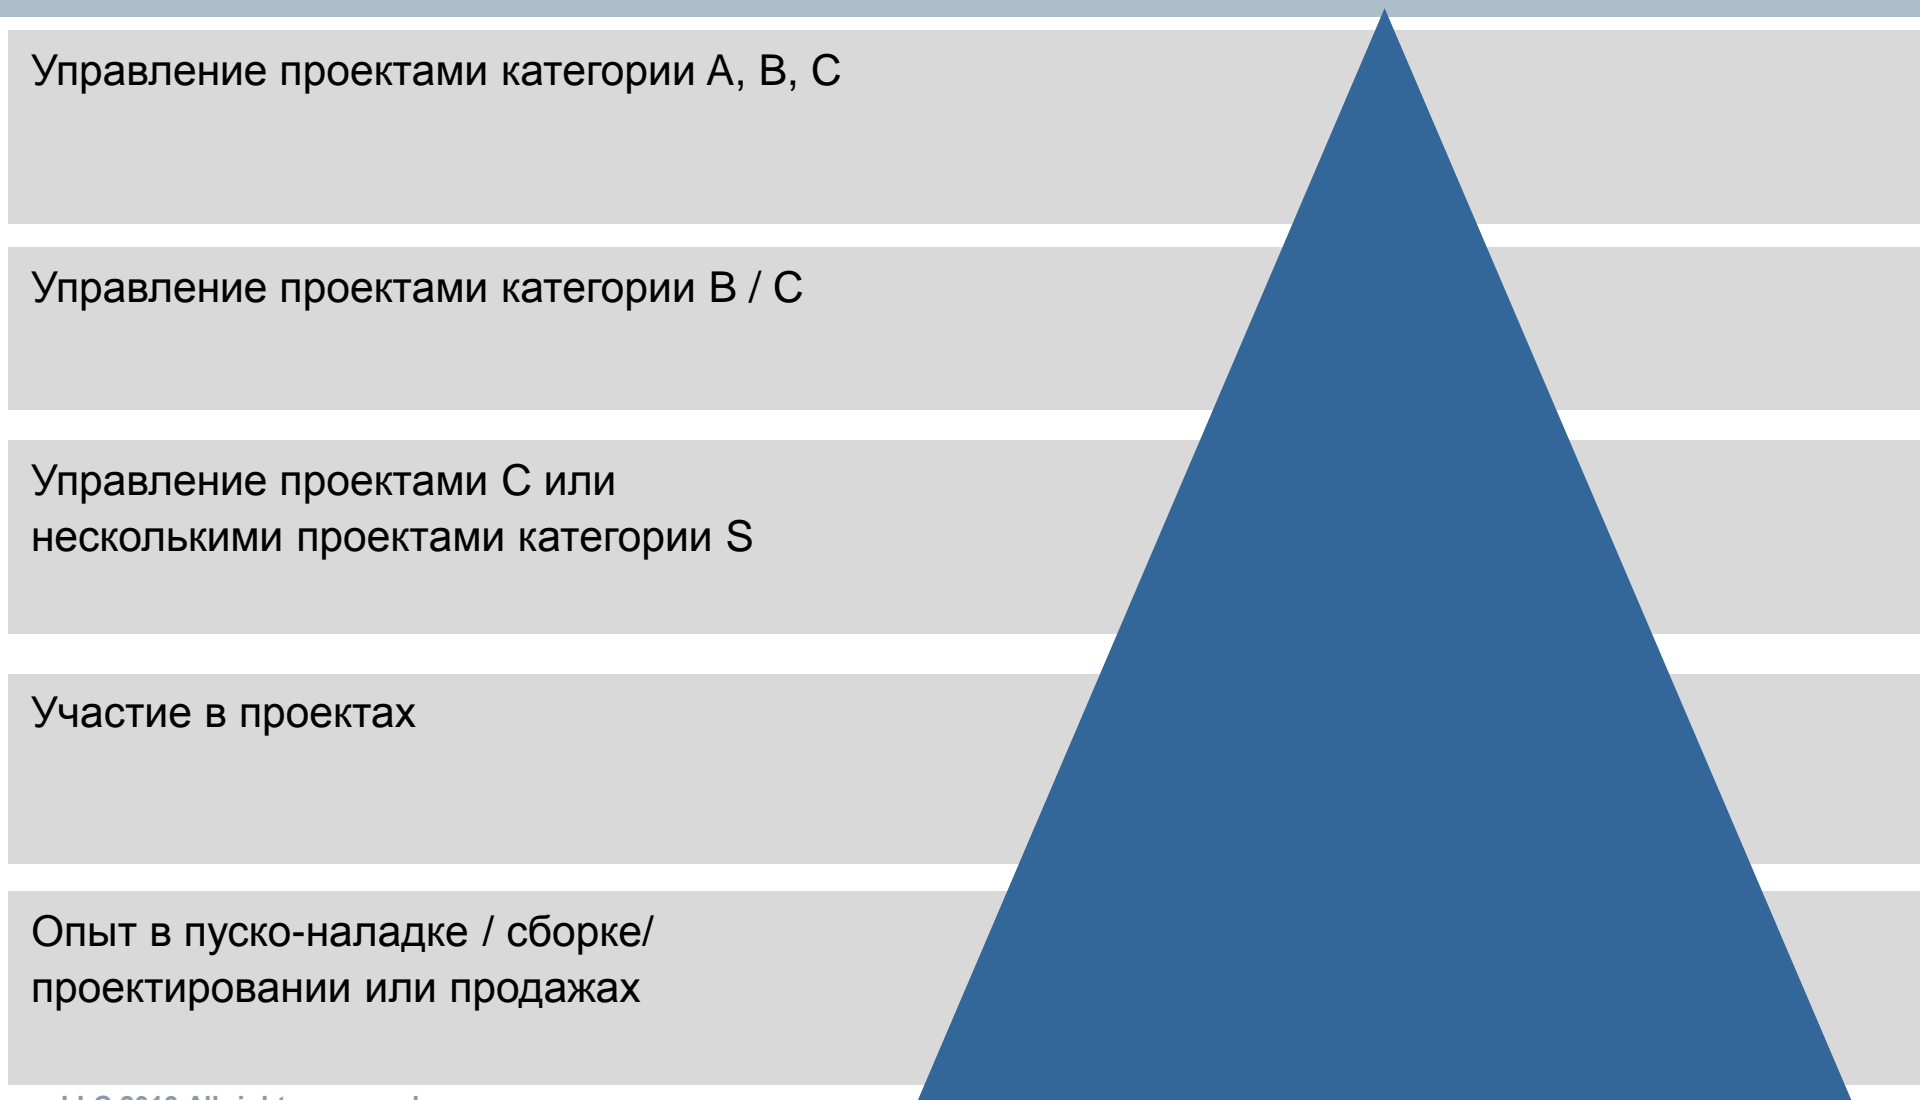 Управление проектами категории A, B, C
Управление проектами категории B / C
Управление проектами C или
несколькими проектами категории S
Участие в проектах
Опыт в пуско-наладке / сборке/
проектировании или продажах